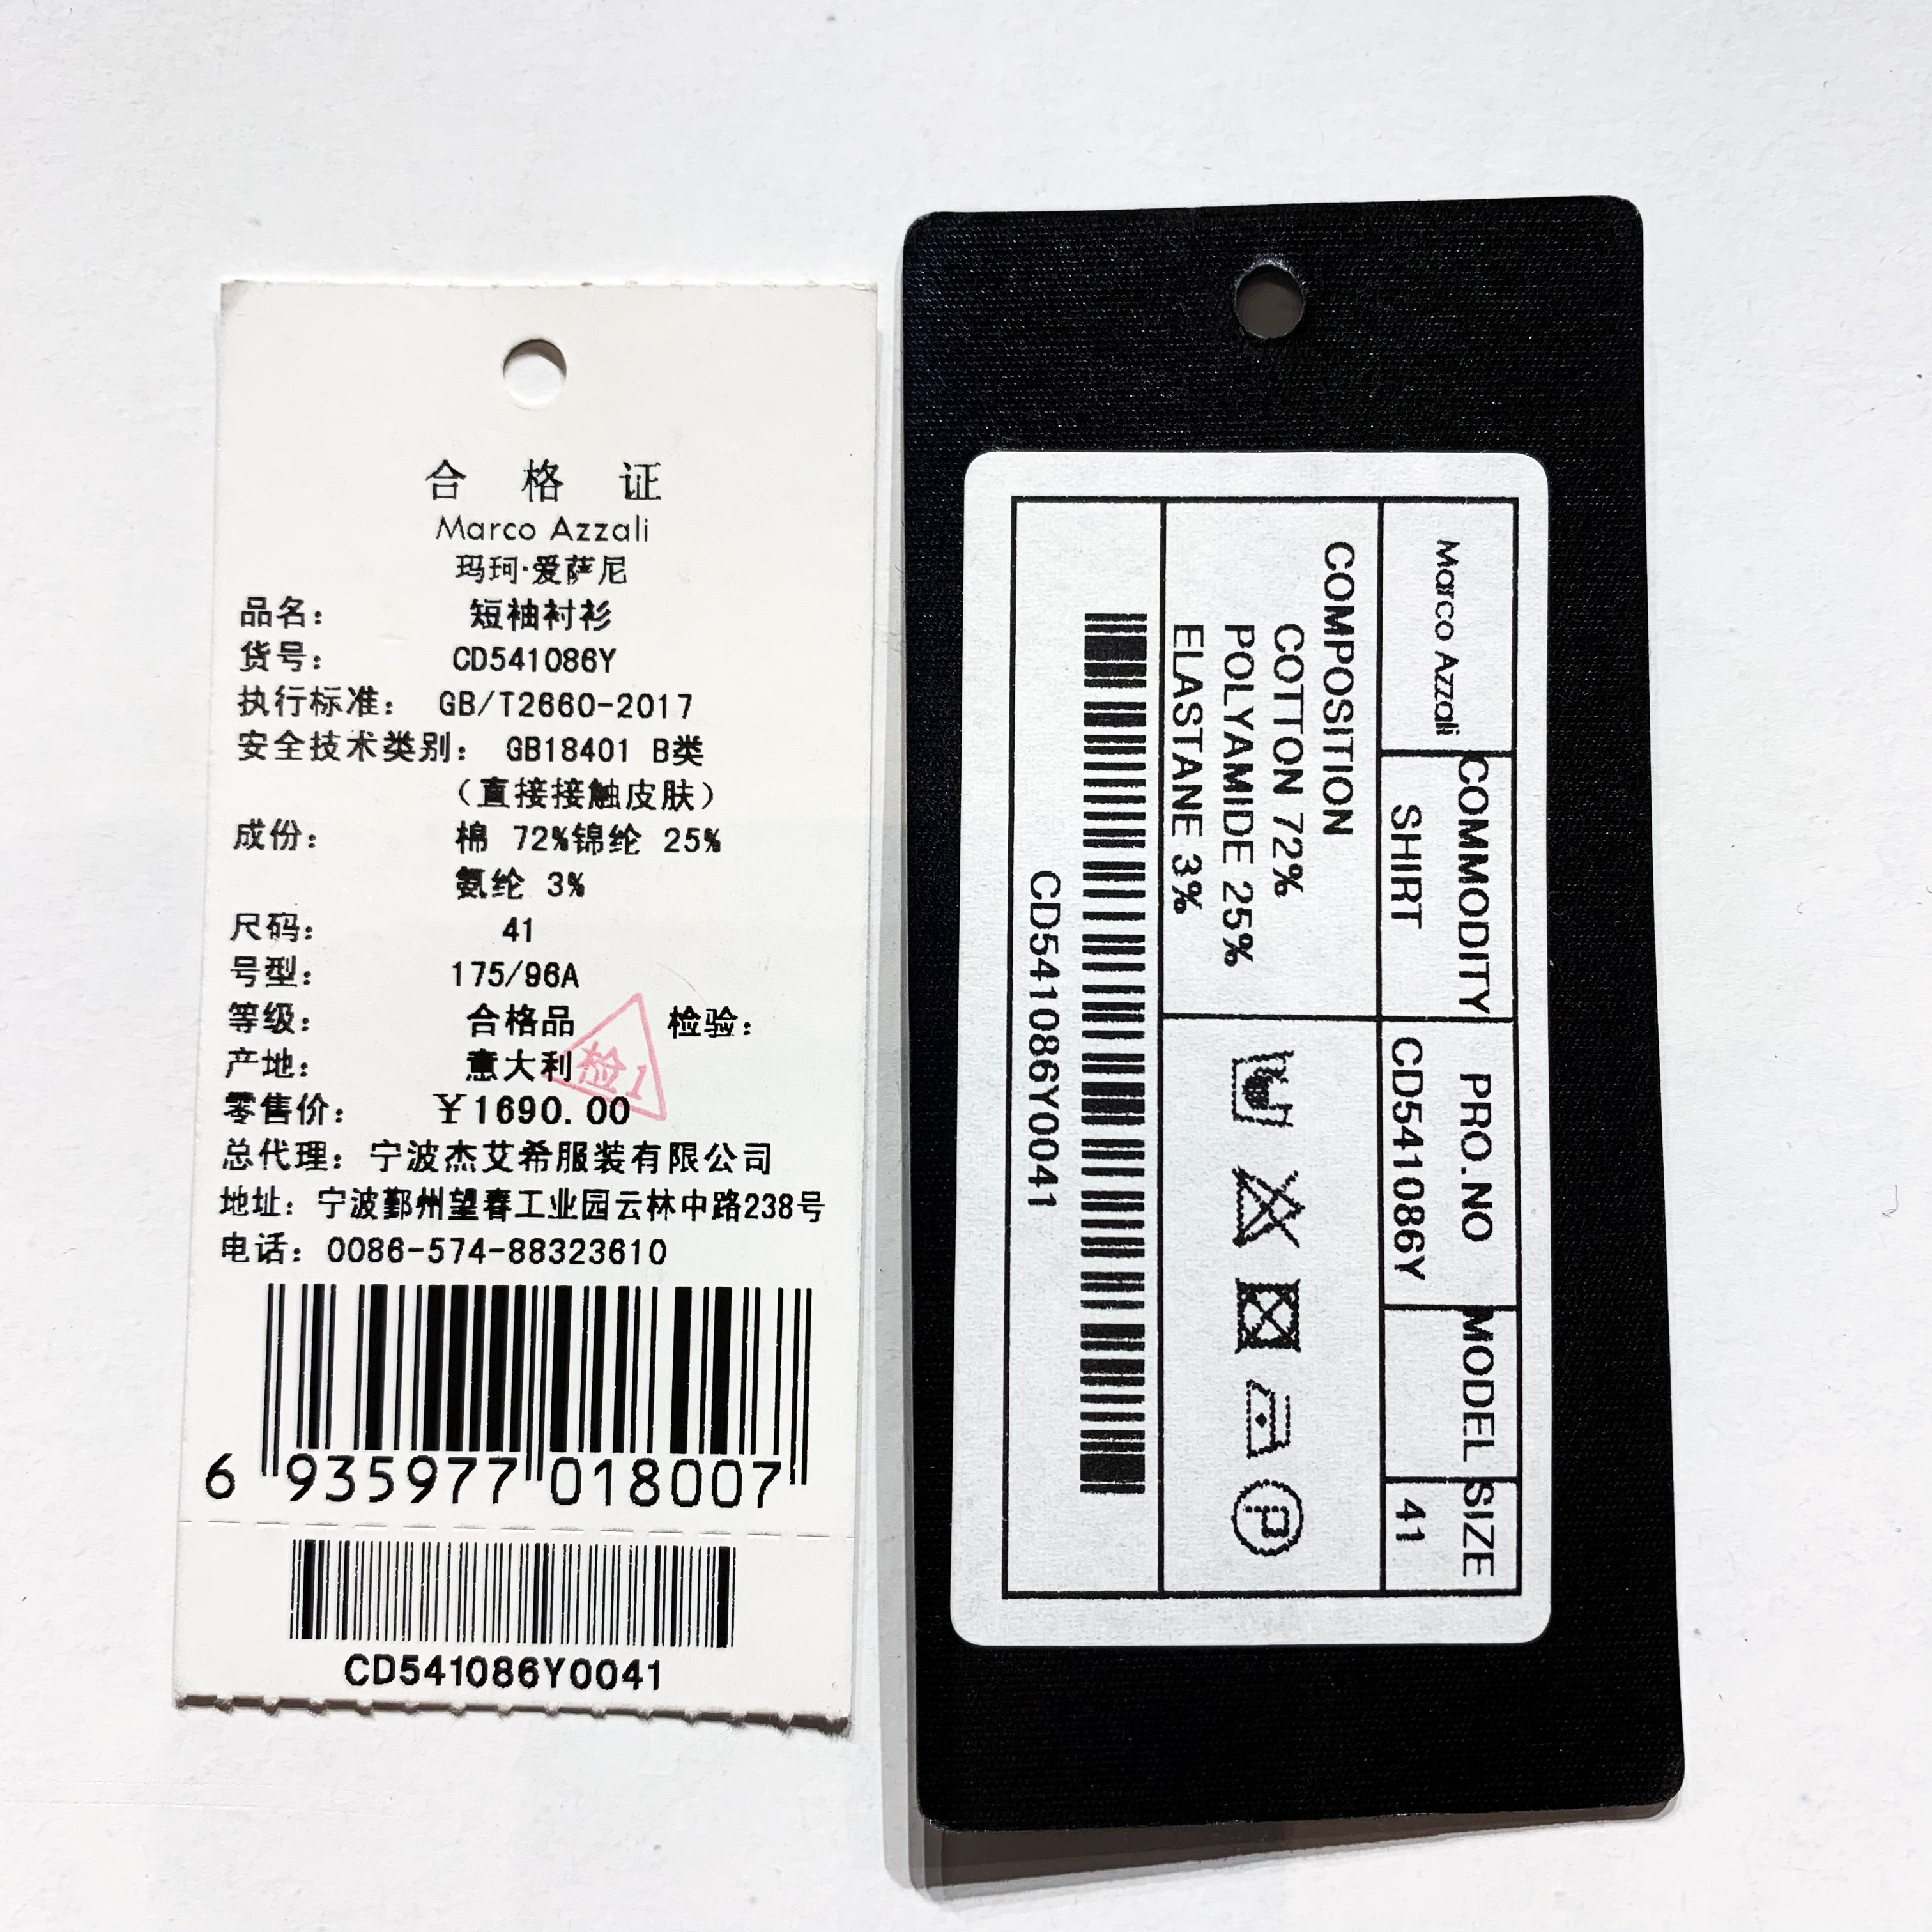 合 格 证
Marco Azzali
玛珂·爱萨尼
品名： 短袖衬衫
货号： CD541086Y
执行标准： GB/T2660-2017
安全技术类别： GB18401 B类
（直接接触皮肤）
成份： 棉 72%锦纶 25%
氨纶 3%
尺码： 41
号型： 175/96A
等级： 合格品 检验：
产地： 意大利
检1
零售价： ￥1690.00
总代理：宁波杰艾希服装有限公司
地址：宁波鄞州望春工业园云林中路238号
电话：0086-574-88323610
6 935977 018007
CD541086Y0041
Marco Azzali
COMMODITY
SHIRT
PRO.NO
CD541086Y
MODEL
SIZE
41
COMPOSITION
COTTON 72%
POLYAMIDE 25%
ELASTANE 3%
P
CD541086Y0041